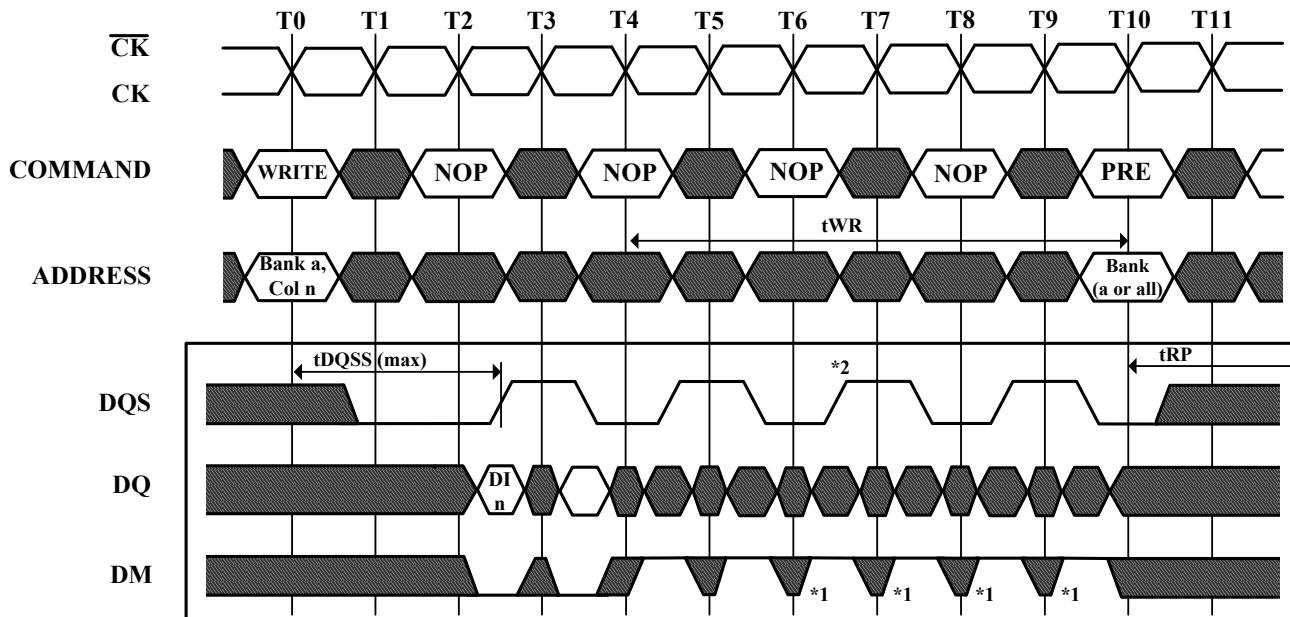 T0 T1 T2 T3 T4 T5 T6 T7 T8 T9 T10 T11
CK
CK
COMMAND WRITE NOP NOP NOP NOP PRE
tWR
ADDRESS Bank a, Col n Bank (a or all)
tDQSS (max) tRP
*2
DQS
DQ DI n
DM
*1 *1 *1 *1